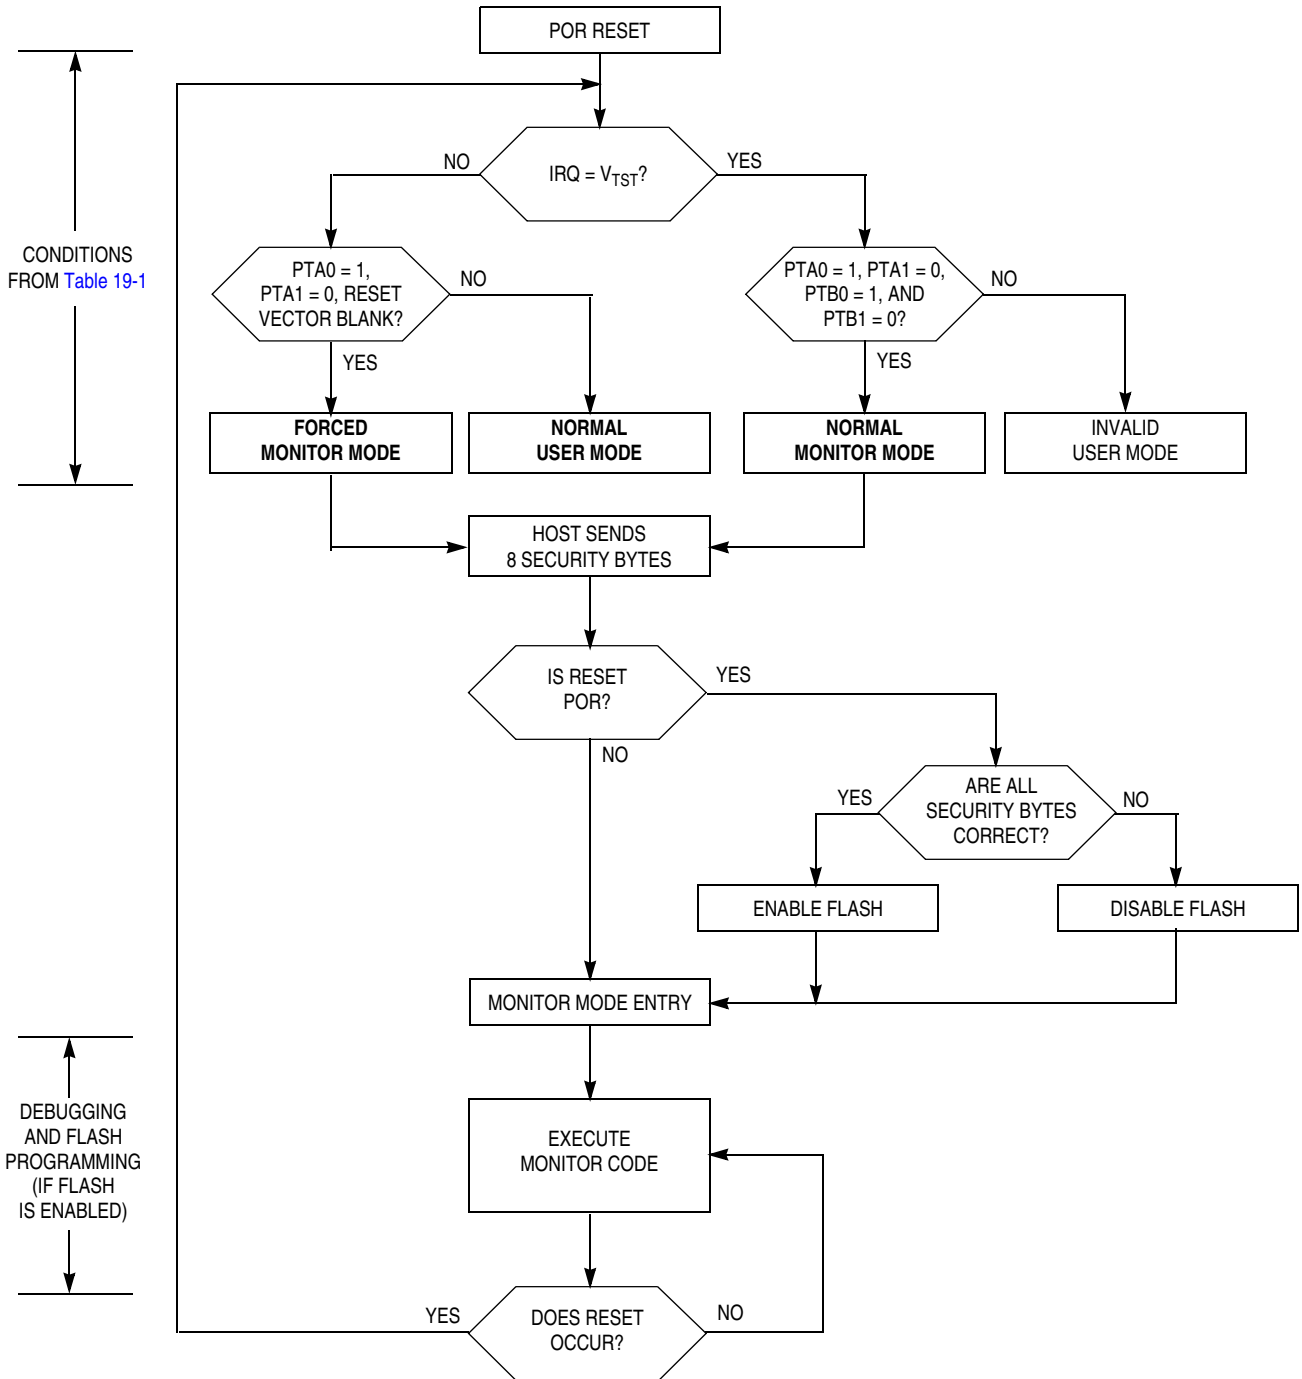 POR RESET
NO
IRQ = VTST?
YES
CONDITIONS
FROM Table 19-1
PTA0 = 1,
PTA1 = 0, RESET
VECTOR BLANK?
NO
YES
PTA0 = 1, PTA1 = 0,
PTB0 = 1, AND
PTB1 = 0?
NO
YES
FORCED
MONITOR MODE
NORMAL
USER MODE
NORMAL
MONITOR MODE
INVALID
USER MODE
HOST SENDS
8 SECURITY BYTES
IS RESET
POR?
YES
NO
YES
ARE ALL
SECURITY BYTES
CORRECT?
NO
ENABLE FLASH
DISABLE FLASH
MONITOR MODE ENTRY
DEBUGGING
AND FLASH
PROGRAMMING
(IF FLASH
IS ENABLED)
EXECUTE
MONITOR CODE
YES
DOES RESET
OCCUR?
NO